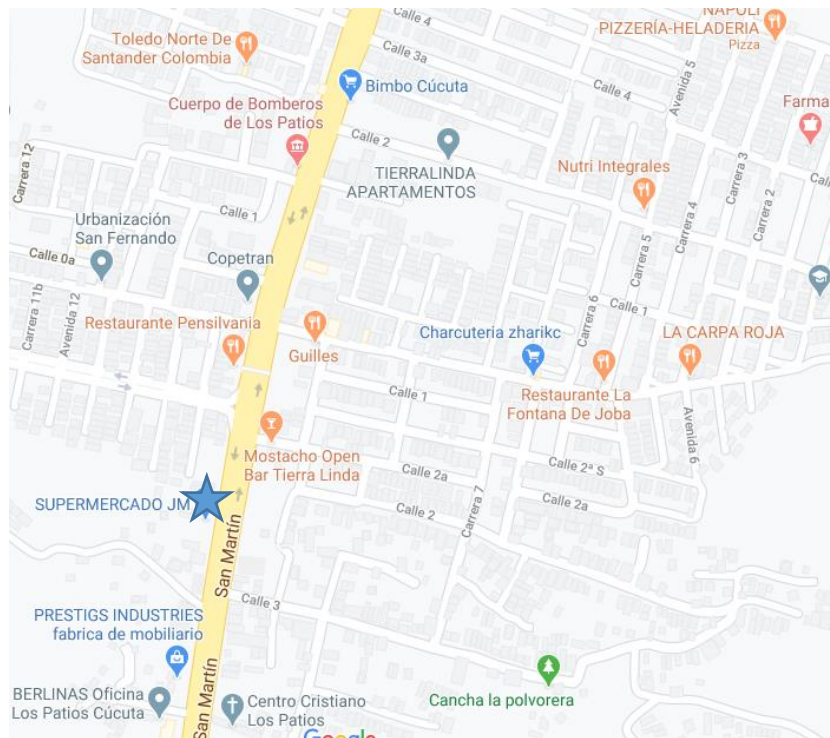 NAPOLI
PIZZERÍA-HELADERIA
Pizza
Calle 4
Toledo Norte De
Santander Colombia
Calle 3a
Bimbo Cúcuta
Avenida 5
Calle 4
Cuerpo de Bomberos
de Los Patios
Farma
Calle 2
TIERRALINDA
APARTAMENTOS
Nutri Integrales
Carrera 12
Carrera 3
Carrera 2
Calle 1
Carrera 4
Urbanización
San Fernando
Calle 0a
Copetran
Carrera 5
Carrera 6
Calle 1
Carrera 11b
Avenida 12
Restaurante Pensilvania
Guilles
Charcuteria zharikc
LA CARPA ROJA
Calle 1
Restaurante La
Fontana De Joba
Avenida 6
Mostacho Open
Bar Tierra Linda
Calle 2a
Calle 2ª S
Calle 2a
SUPERMERCADO JM
Calle 2
Carrera 7
San Martín
Calle 3
PRESTIGS INDUSTRIES
fabrica de mobiliario
San Martín
BERLINAS Oficina
Los Patios Cúcuta
Centro Cristiano
Los Patios
Cancha la polvorera
Google